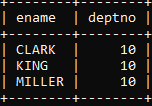 +--------+--------+
| ename  | deptno |
+--------+--------+
| CLARK  |     10 |
| KING   |     10 |
| MILLER |     10 |
+--------+--------+